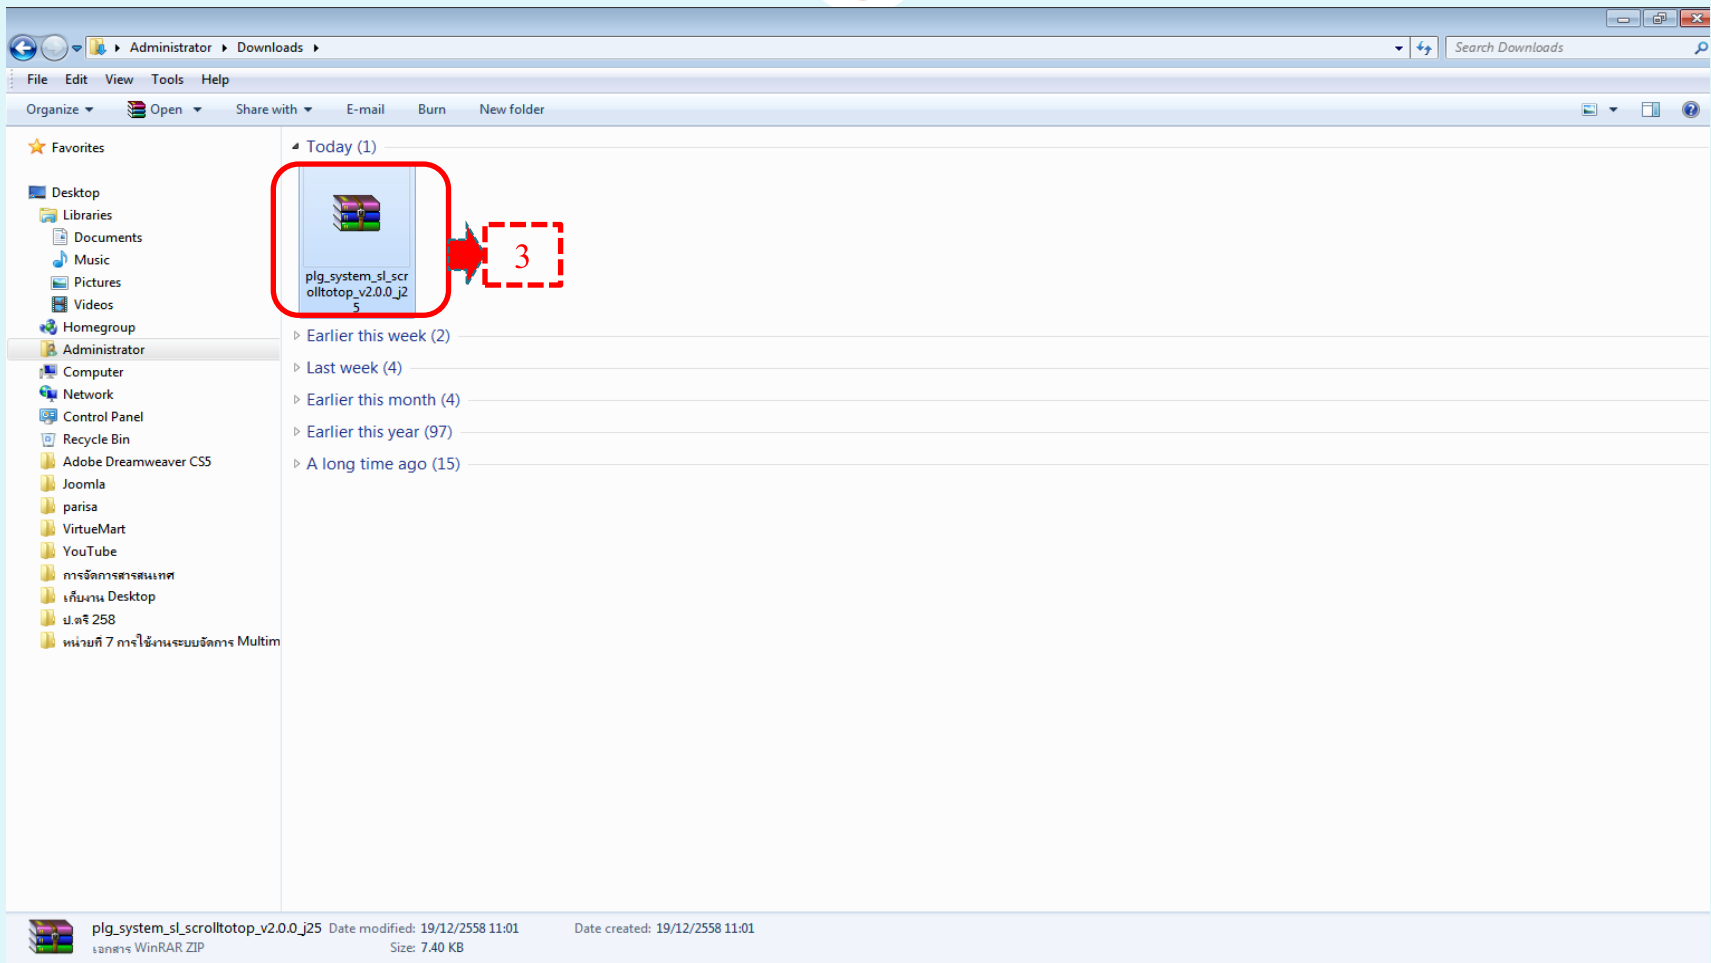 Administrator
Downloads
Search Downloads
File Edit View Tools Help
Organize Open Share with E-mail Burn New folder
Favorites
Desktop
Libraries
Documents
Music
Pictures
Videos
Homegroup
Administrator
Computer
Network
Control Panel
Recycle Bin
Adobe Dreamweaver CS5
Joomla
parisa
VirtueMart
YouTube
การจัดการสารสนเทศ
เก็บงาน Desktop
ป.ตรี 258
หน่วยที่ 7 การใช้งานระบบจัดการ Multim
Today (1)
plg_system_sl_scr
olltotop_v2.0.0_j2
5
3
Earlier this week (2)
Last week (4)
Earlier this month (4)
Earlier this year (97)
A long time ago (15)
plg_system_sl_scrolltotop_v2.0.0_j25 Date modified: 19/12/2558 11:01 Date created: 19/12/2558 11:01
เอกสาร WinRAR ZIP Size: 7.40 KB